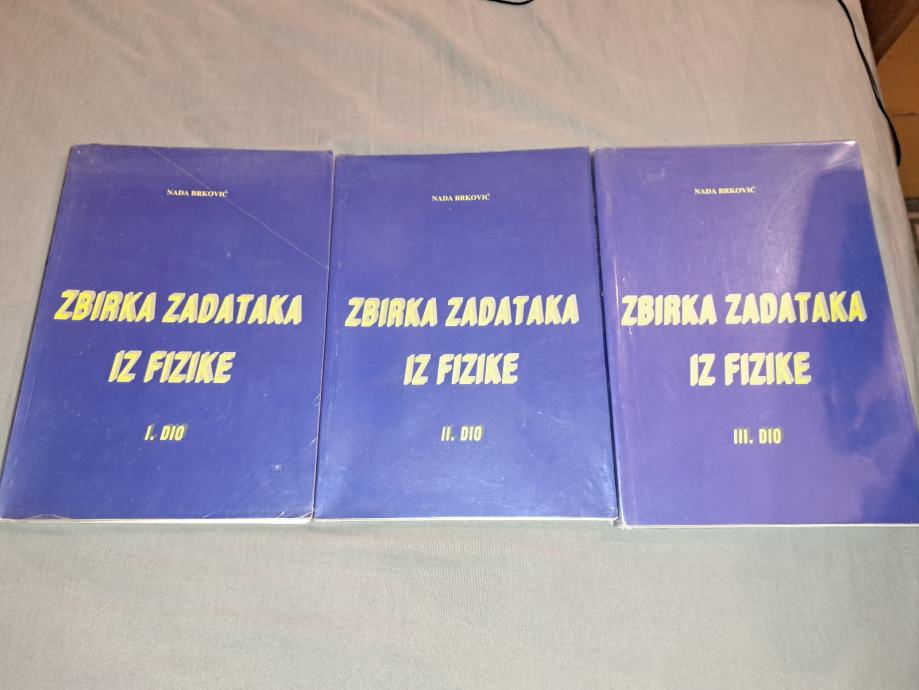 NADA BRKOVIĆ
ZBIRKA ZADATAKA
IZ FIZIKE
I. DIO
NADA BRKOVIĆ
ZBIRKA ZADATAKA
IZ FIZIKE
II. DIO
NADA BRKOVIĆ
ZBIRKA ZADATAKA
IZ FIZIKE
III. DIO